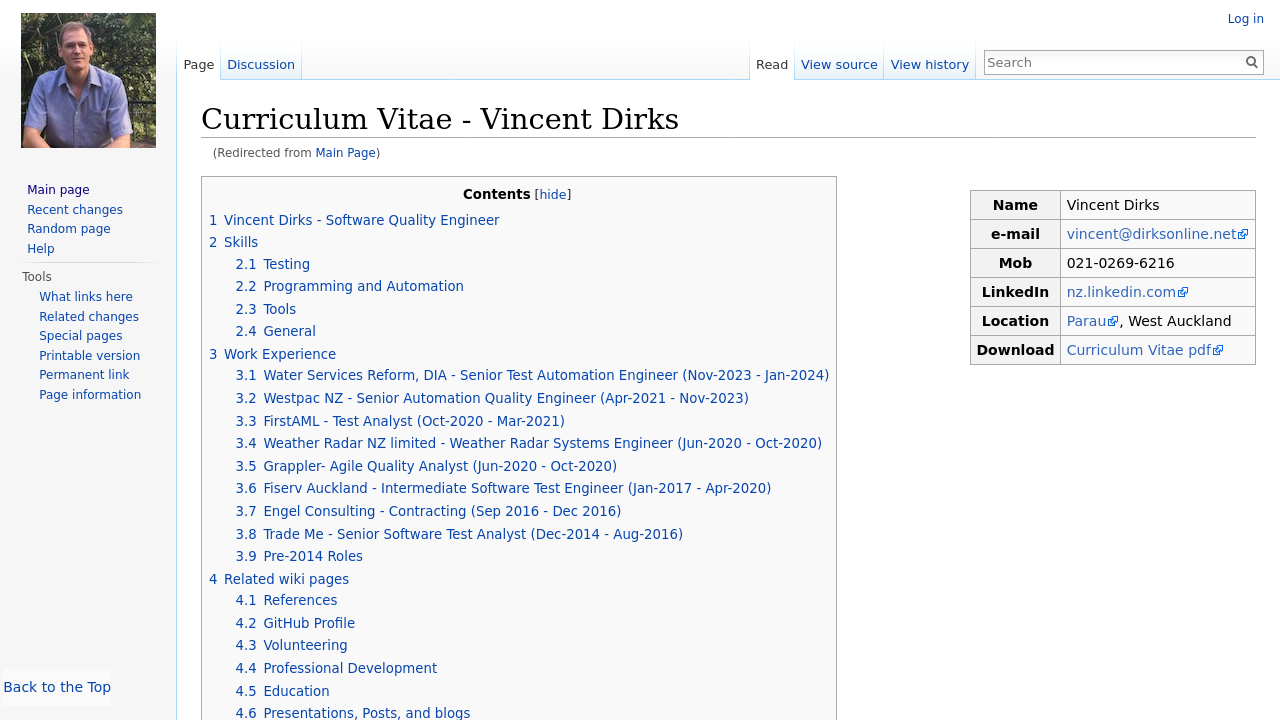 Log in
Page
Discussion
Read
View source
View history
Search
Curriculum Vitae - Vincent Dirks
(Redirected from Main Page)
Main page
Recent changes
Random page
Help
Tools
What links here
Related changes
Special pages
Printable version
Permanent link
Page information
Back to the Top
Contents [hide]
1 Vincent Dirks - Software Quality Engineer
2 Skills
2.1 Testing
2.2 Programming and Automation
2.3 Tools
2.4 General
3 Work Experience
3.1 Water Services Reform, DIA - Senior Test Automation Engineer (Nov-2023 - Jan-2024)
3.2 Westpac NZ - Senior Automation Quality Engineer (Apr-2021 - Nov-2023)
3.3 FirstAML - Test Analyst (Oct-2020 - Mar-2021)
3.4 Weather Radar NZ limited - Weather Radar Systems Engineer (Jun-2020 - Oct-2020)
3.5 Grappler- Agile Quality Analyst (Jun-2020 - Oct-2020)
3.6 Fiserv Auckland - Intermediate Software Test Engineer (Jan-2017 - Apr-2020)
3.7 Engel Consulting - Contracting (Sep 2016 - Dec 2016)
3.8 Trade Me - Senior Software Test Analyst (Dec-2014 - Aug-2016)
3.9 Pre-2014 Roles
4 Related wiki pages
4.1 References
4.2 GitHub Profile
4.3 Volunteering
4.4 Professional Development
4.5 Education
4.6 Presentations, Posts, and blogs
Name Vincent Dirks
e-mail vincent@dirksonline.net
Mob 021-0269-6216
LinkedIn nz.linkedin.com
Location Parau, West Auckland
Download Curriculum Vitae pdf